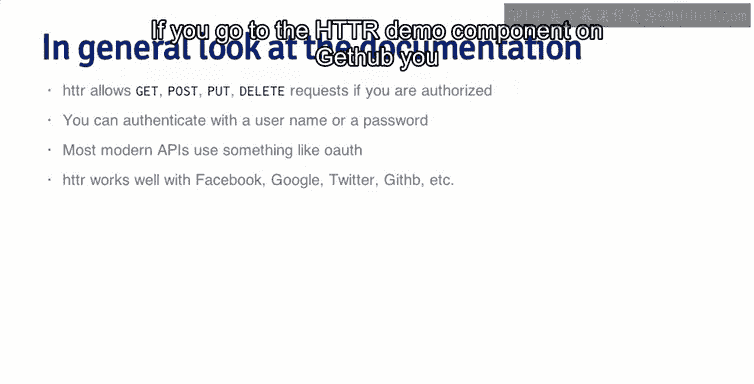 If you go to the HTTR demo component on
Gethub you
In general look at the documentation
· httr allows GET, POST, PUT, DELETE requests if you are authorized
· You can authenticate with a user name or a password
· Most modern APIs use something like oauth
· httr works well with Facebook, Google, Twitter, Githb, etc.